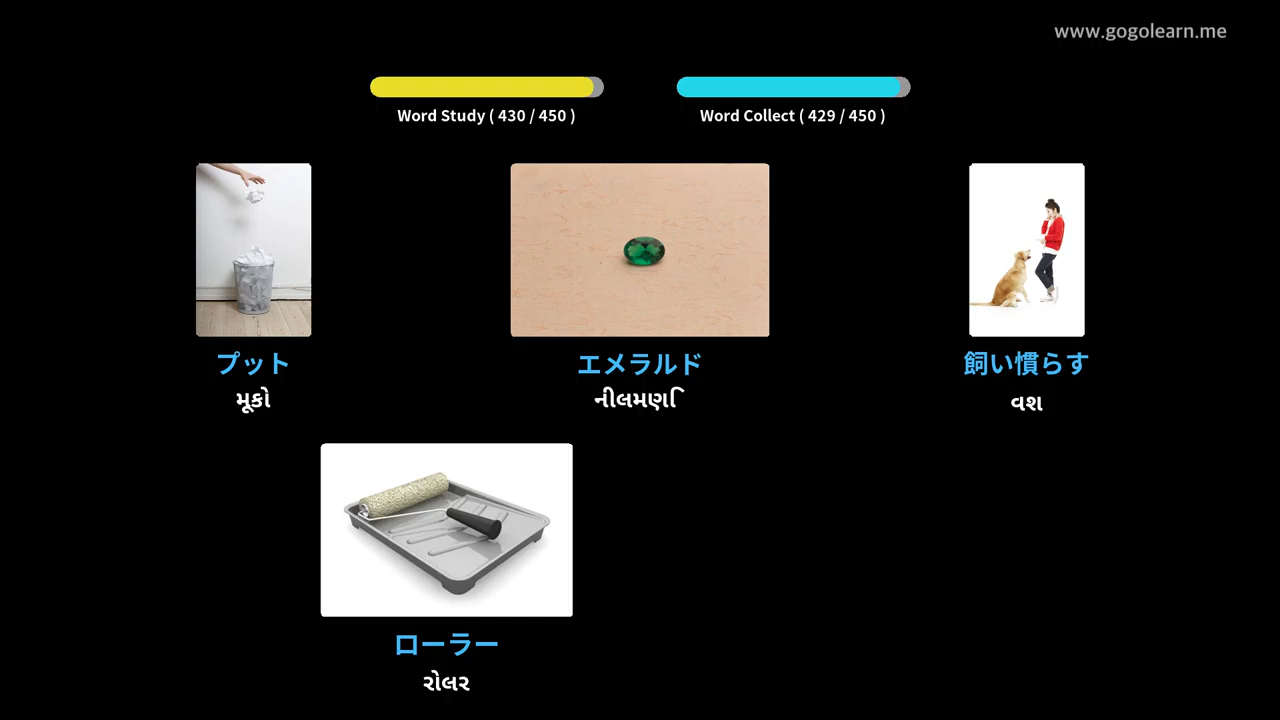 www.gogolearn.me
Word Study ( 430 / 450 )
Word Collect ( 429 / 450 )
プット
エメラルド
飼い慣らす
મૂકો
નીલમણિ
વશ
ローラー
રોલર